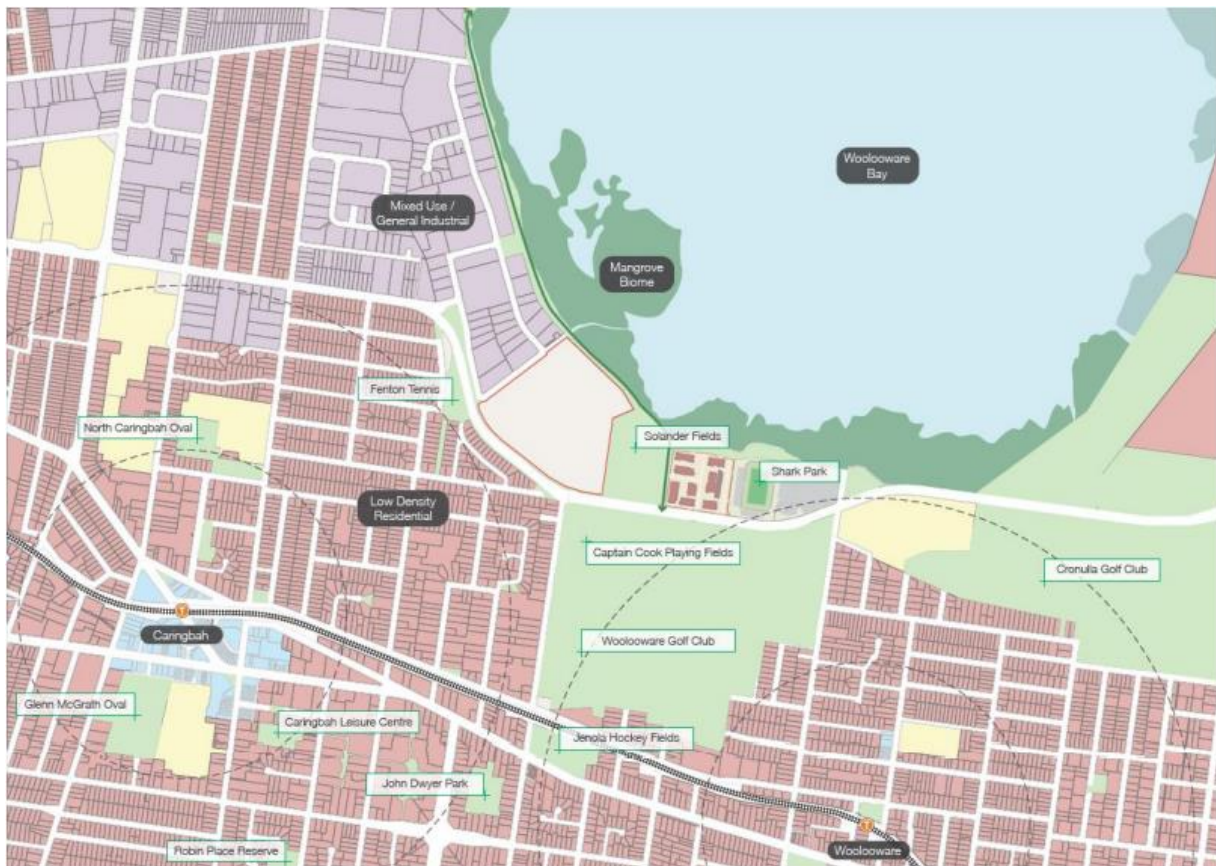 Woolooware
Bay
Mixed Use /
General Industrial
Mangrove
Biome
Fenton Tennis
North Caringbah Oval
Solander Fields
Shark Park
Low Density
Residential
Captain Cook Playing Fields
Cronulla Golf Club
T
Caringbah
Woolooware Golf Club
Glenn McGrath Oval
Caringbah Leisure Centre
Jenola Hockey Fields
John Dwyer Park
T
Robin Place Reserve
Woolooware